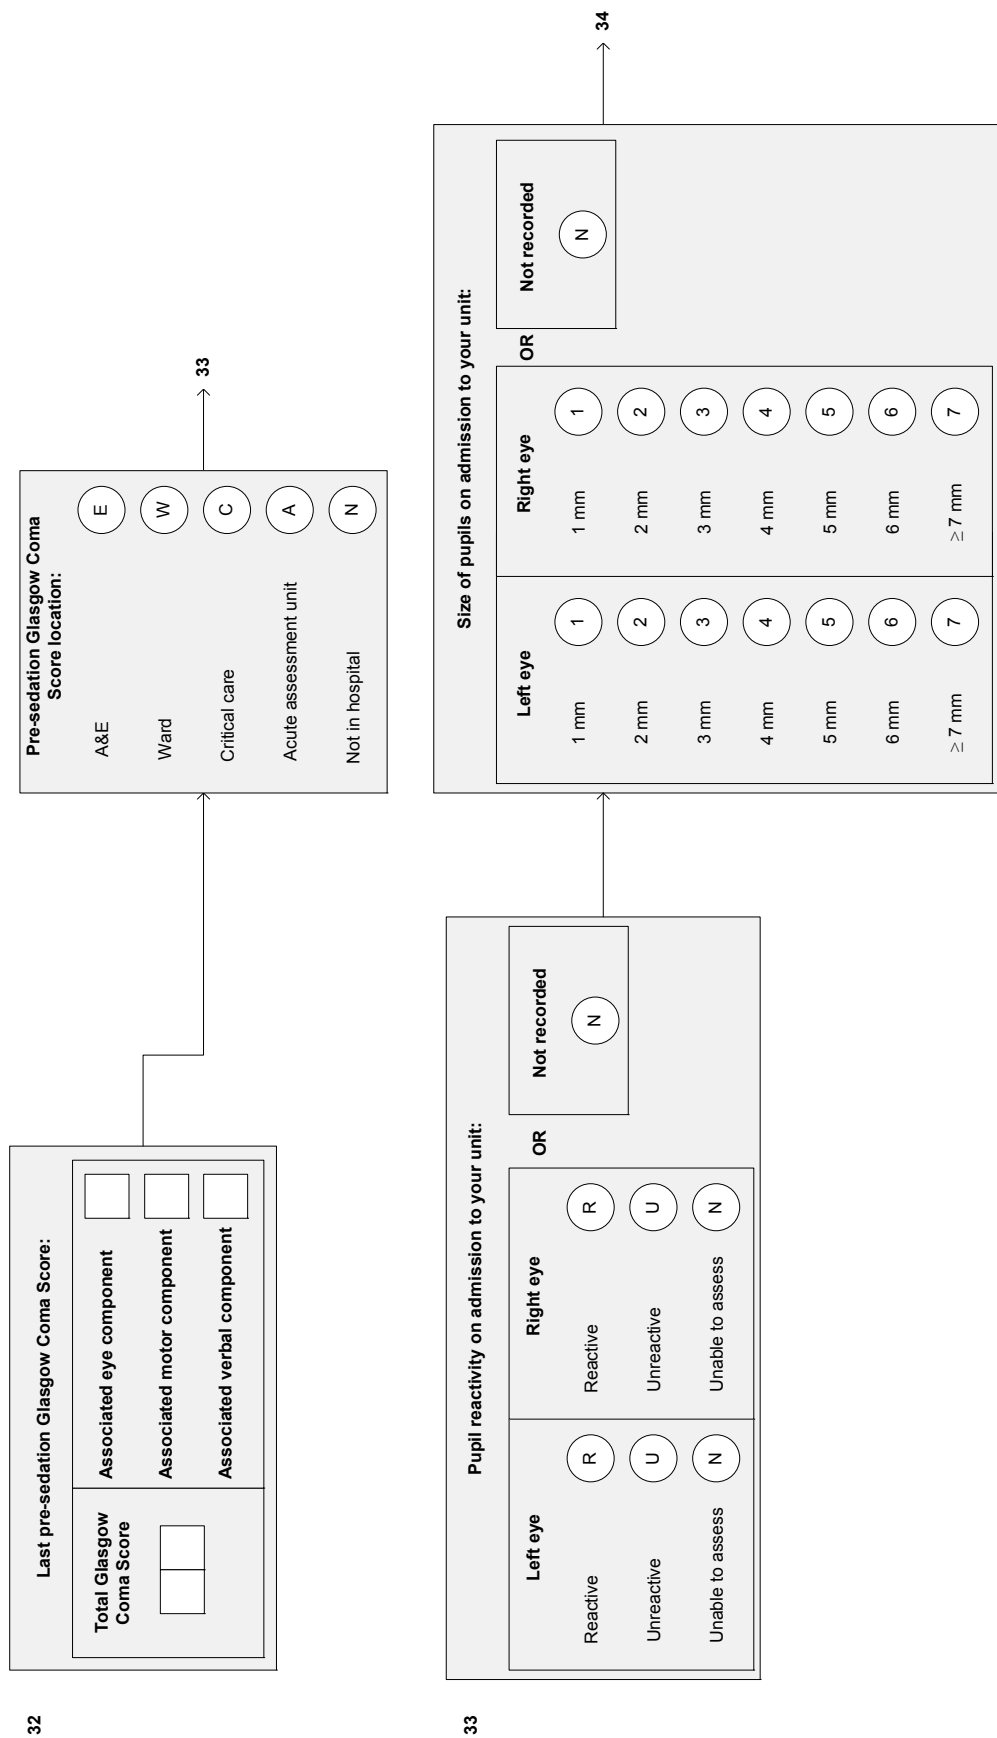 32
Last pre-sedation Glasgow Coma Score:
Total Glasgow
Coma Score
Associated eye component
Associated motor component
Associated verbal component
Pre-sedation Glasgow Coma
Score location:
A&E E
Ward W
Critical care C
Acute assessment unit A
Not in hospital N
33
33
Pupil reactivity on admission to your unit:
Left eye
Reactive R
Unreactive U
Unable to assess N
Right eye
Reactive R
Unreactive U
Unable to assess N
OR
Not recorded
N
Size of pupils on admission to your unit:
Left eye
1 mm 1
2 mm 2
3 mm 3
4 mm 4
5 mm 5
6 mm 6
≥ 7 mm 7
Right eye
1 mm 1
2 mm 2
3 mm 3
4 mm 4
5 mm 5
6 mm 6
≥ 7 mm 7
OR
Not recorded
N
34